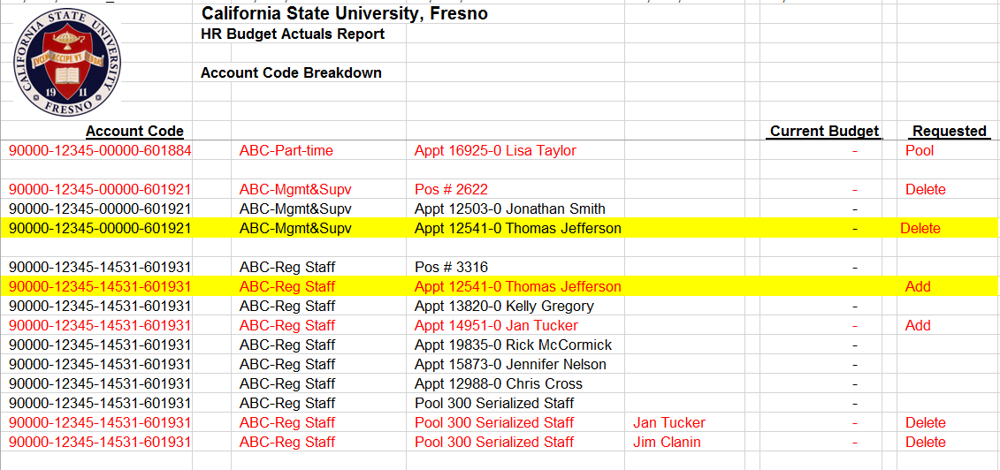 California State University, Fresno
HR Budget Actuals Report
Account Code Breakdown
CALIFORNIA STATE UNIVERSITY
FRESNO
19 11
ACCIPE VT
Account Code Current Budget Requested
90000-12345-00000-601884 ABC-Part-time Appt 16925-0 Lisa Taylor - Pool
90000-12345-00000-601921 ABC-Mgmt&Supv Pos # 2622 - Delete
90000-12345-00000-601921 ABC-Mgmt&Supv Appt 12503-0 Jonathan Smith -
90000-12345-00000-601921 ABC-Mgmt&Supv Appt 12541-0 Thomas Jefferson - Delete
90000-12345-14531-601931 ABC-Reg Staff Pos # 3316 -
90000-12345-14531-601931 ABC-Reg Staff Appt 12541-0 Thomas Jefferson Add
90000-12345-14531-601931 ABC-Reg Staff Appt 13820-0 Kelly Gregory -
90000-12345-14531-601931 ABC-Reg Staff Appt 14951-0 Jan Tucker - Add
90000-12345-14531-601931 ABC-Reg Staff Appt 19835-0 Rick McCormick -
90000-12345-14531-601931 ABC-Reg Staff Appt 15873-0 Jennifer Nelson -
90000-12345-14531-601931 ABC-Reg Staff Appt 12988-0 Chris Cross -
90000-12345-14531-601931 ABC-Reg Staff Pool 300 Serialized Staff -
90000-12345-14531-601931 ABC-Reg Staff Pool 300 Serialized Staff Jan Tucker - Delete
90000-12345-14531-601931 ABC-Reg Staff Pool 300 Serialized Staff Jim Clanin - Delete